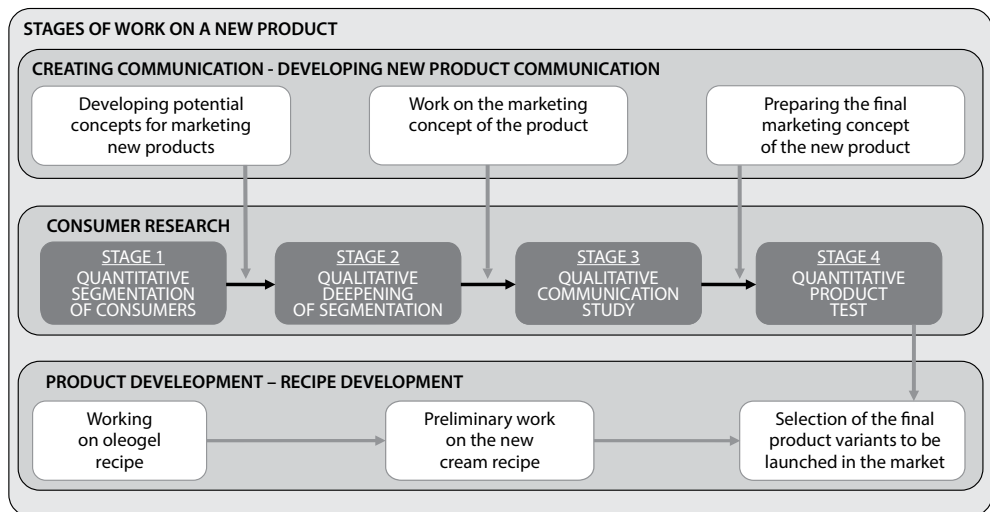 STAGES OF WORK ON A NEW PRODUCT
CREATING COMMUNICATION - DEVELOPING NEW PRODUCT COMMUNICATION
Developing potential
concepts for marketing
new products
Work on the marketing
concept of the product
Preparing the final
marketing concept
of the new product
CONSUMER RESEARCH
STAGE 1
QUANTITATIVE
SEGMENTATION
OF CONSUMERS
STAGE 2
QUALITATIVE
DEEPENING
OF SEGMENTATION
STAGE 3
QUALITATIVE
COMMUNICATION
STUDY
STAGE 4
QUANTITATIVE
PRODUCT
TEST
PRODUCT DEVELEOPMENT – RECIPE DEVELOPMENT
Working
on oleogel
recipe
Preliminary work
on the new
cream recipe
Selection of the final
product variants to be
launched in the market